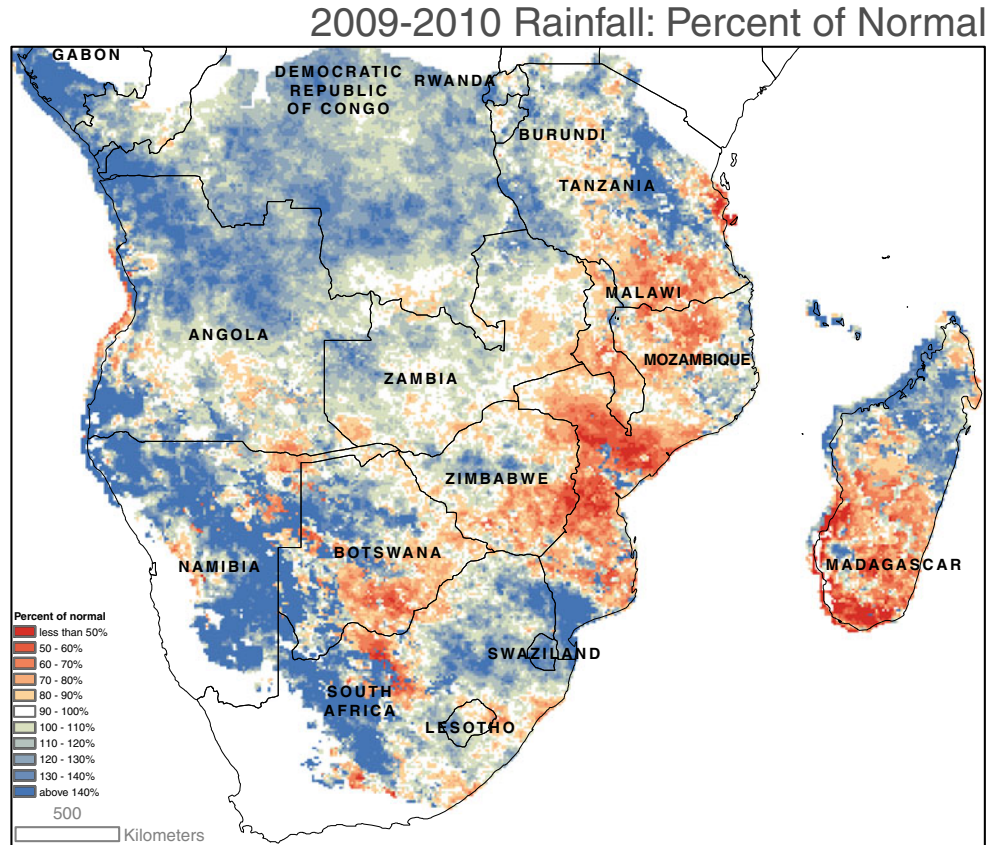 2009-2010 Rainfall: Percent of Normal
GABON
DEMOCRATIC
REPUBLIC
OF CONGO
RWANDA
BURUNDI
TANZANIA
MALAWI
ANGOLA
MOZAMBIQUE
ZAMBIA
ZIMBABWE
BOTSWANA
NAMIBIA
MADAGASCAR
SWAZILAND
SOUTH
AFRICA
LESOTHO
Percent of normal
less than 50%
50 - 60%
60 - 70%
70 - 80%
80 - 90%
90 - 100%
100 - 110%
110 - 120%
120 - 130%
130 - 140%
above 140%
500
Kilometers